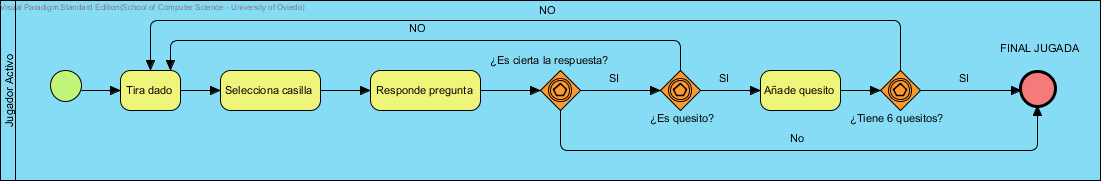 Visual Paradigm Standard Edition(School of Computer Science - University of Oviedo)
NO
NO
FINAL JUGADA
¿Es cierta la respuesta?
Jugador Activo
Tira dado
Selecciona casilla
Responde pregunta
SI
SI
Añade quesito
SI
¿Es quesito?
¿Tiene 6 quesitos?
No